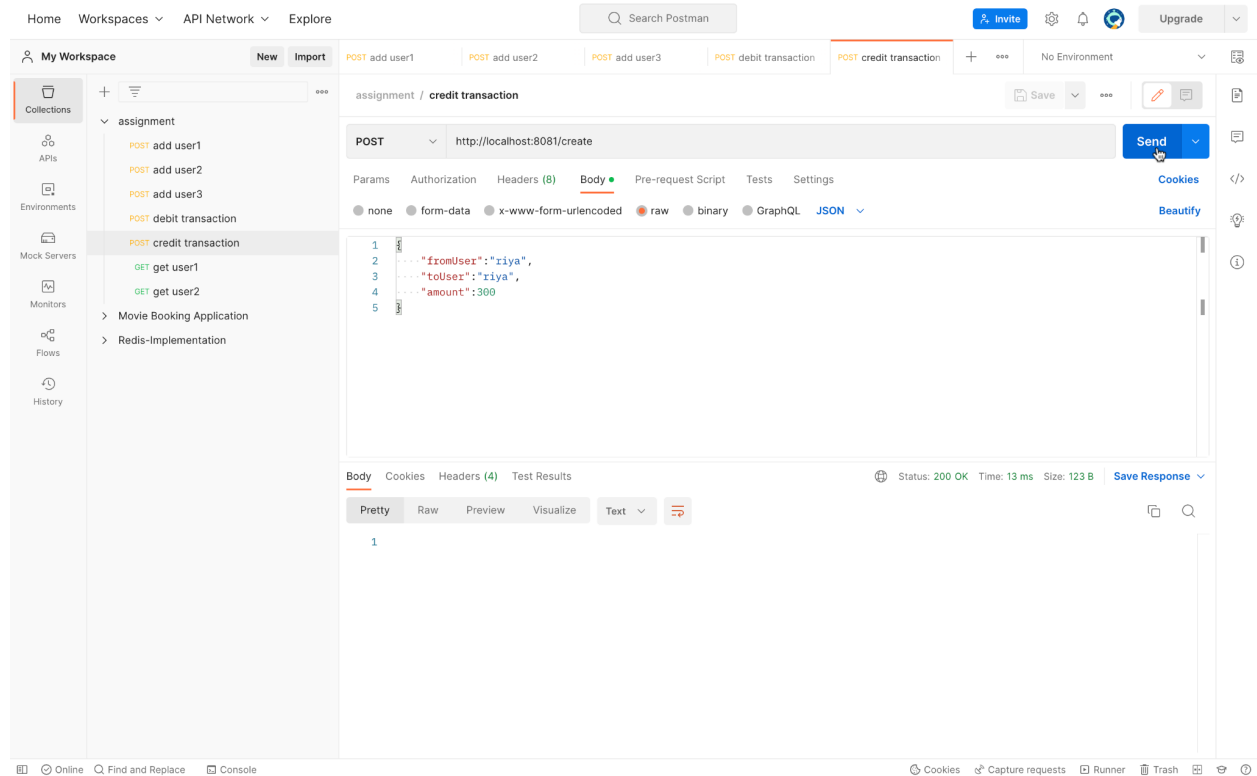 Home Workspaces API Network Explore Search Postman Invite Upgrade
My Workspace New Import POST add user1 POST add user2 POST add user3 POST debit transaction POST credit transaction No Environment
Collections
APIs
Environments
Mock Servers
Monitors
Flows
History
assignment
POST add user1
POST add user2
POST add user3
POST debit transaction
POST credit transaction
GET get user1
GET get user2
Movie Booking Application
Redis-Implementation
assignment / credit transaction Save
POST http://localhost:8081/create Send
Params Authorization Headers (8) Body Pre-request Script Tests Settings Cookies
none form-data x-www-form-urlencoded raw binary GraphQL JSON Beautify
1 {
2 "fromUser":"riya",
3 "toUser":"riya",
4 "amount":300
5 }
Body Cookies Headers (4) Test Results Status: 200 OK Time: 13 ms Size: 123 B Save Response
Pretty Raw Preview Visualize Text
1
Online Find and Replace Console Cookies Capture requests Runner Trash